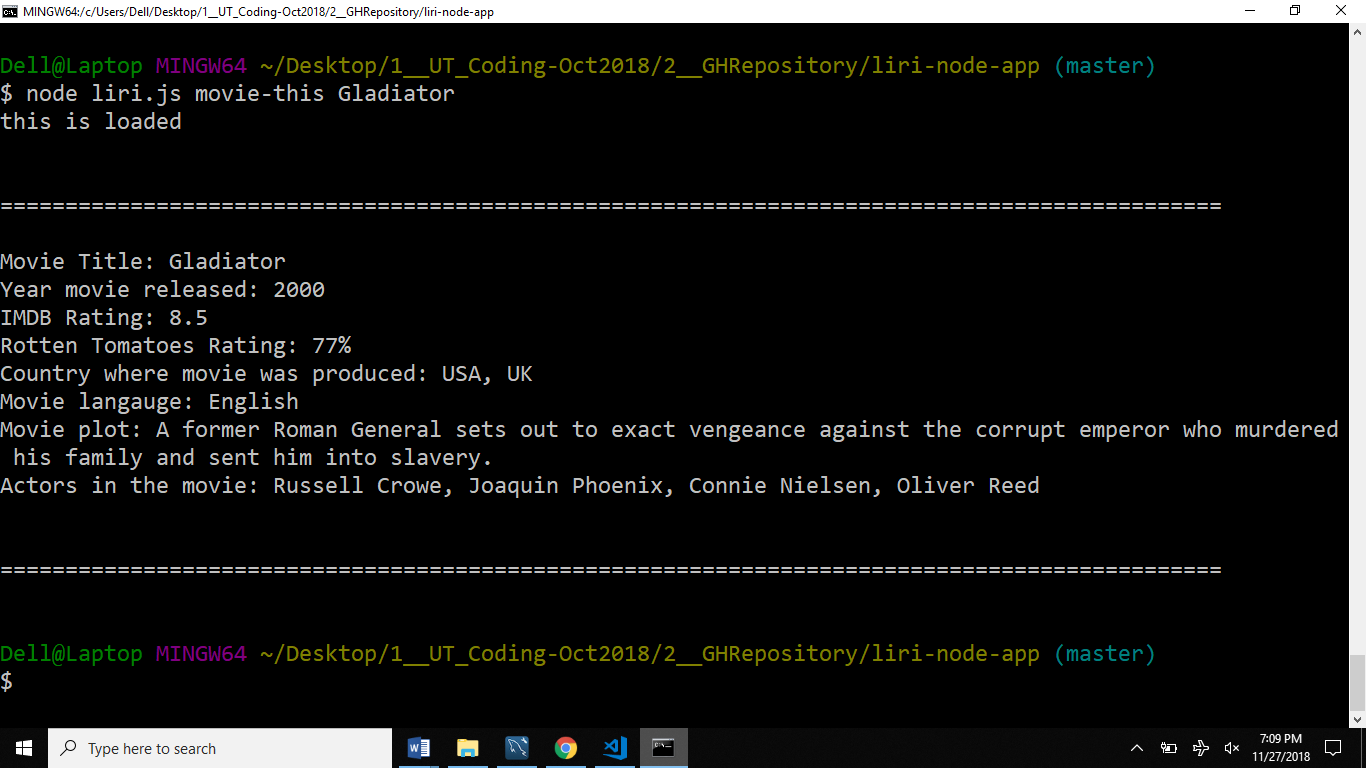 MINGW64:/c/Users/Dell/Desktop/1__UT_Coding-Oct2018/2__GHRepository/liri-node-app
Dell@Laptop MINGW64 ~/Desktop/1__UT_Coding-Oct2018/2__GHRepository/liri-node-app (master)
$ node liri.js movie-this Gladiator
this is loaded
==============================================================================================
Movie Title: Gladiator
Year movie released: 2000
IMDB Rating: 8.5
Rotten Tomatoes Rating: 77%
Country where movie was produced: USA, UK
Movie langauge: English
Movie plot: A former Roman General sets out to exact vengeance against the corrupt emperor who murdered
 his family and sent him into slavery.
Actors in the movie: Russell Crowe, Joaquin Phoenix, Connie Nielsen, Oliver Reed
==============================================================================================
Dell@Laptop MINGW64 ~/Desktop/1__UT_Coding-Oct2018/2__GHRepository/liri-node-app (master)
$
Type here to search
7:09 PM
11/27/2018